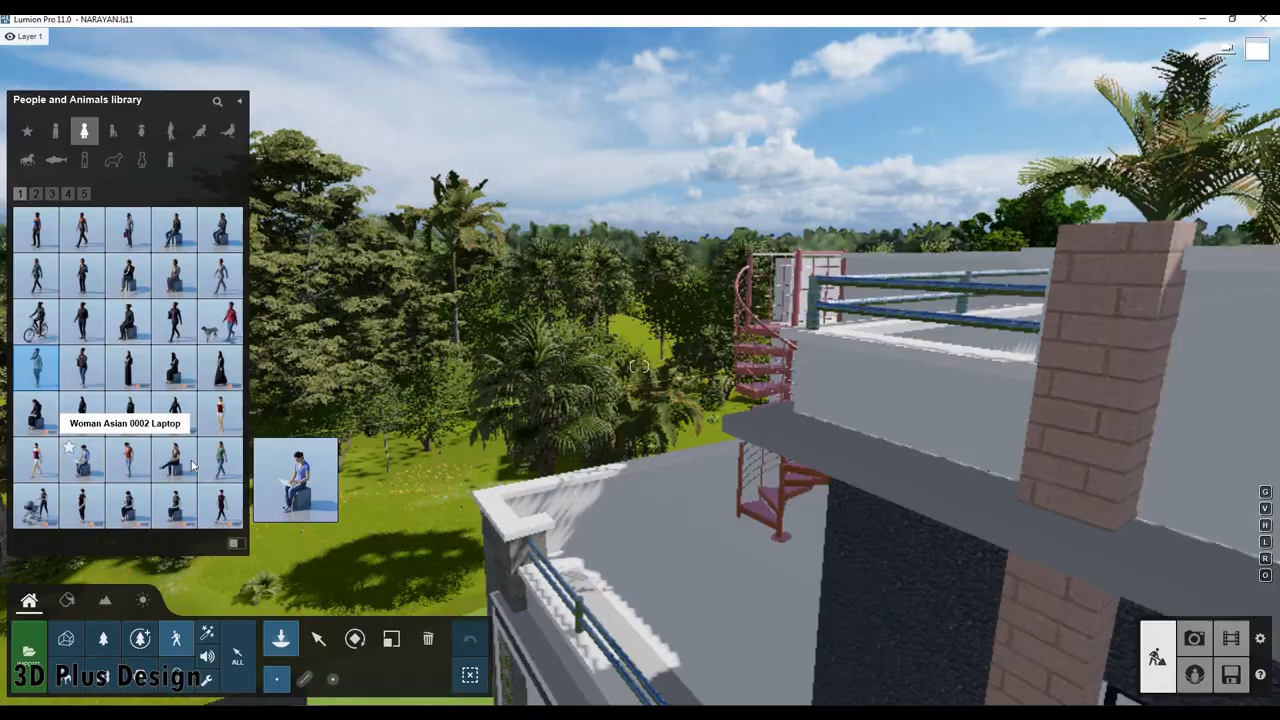 Lumion Pro 11.0 - NARAYAN.ls11
Layer 1
People and Animals library
1 2 3 4 5
Woman Asian 0002 Laptop
G
V
H
L
R
O
ALL
3D Plus Design